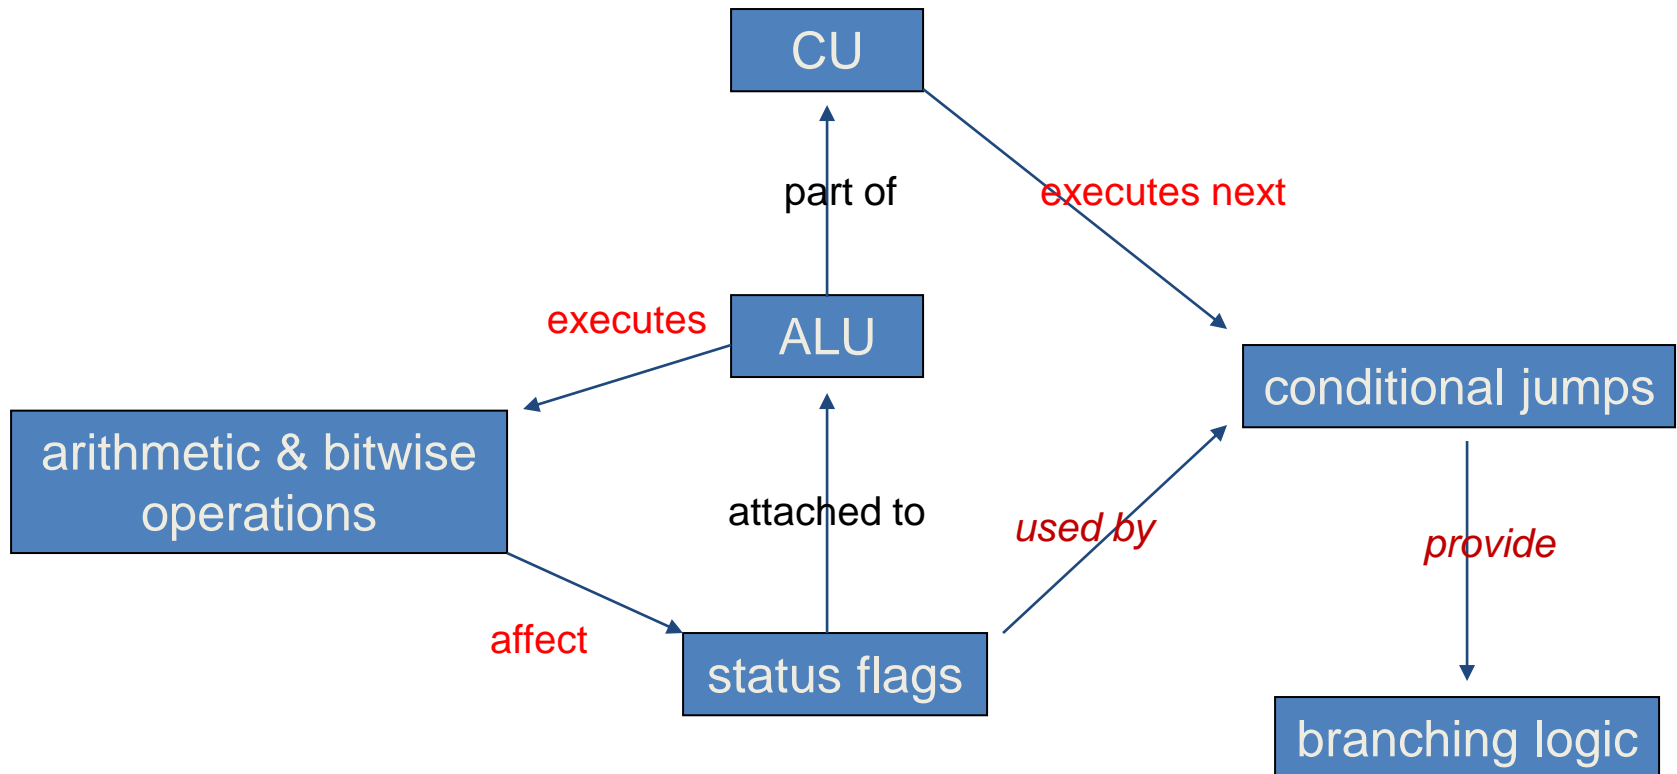 CU
part of
executes next
executes
ALU
conditional jumps
arithmetic & bitwise
operations
attached to
used by
provide
affect
status flags
branching logic